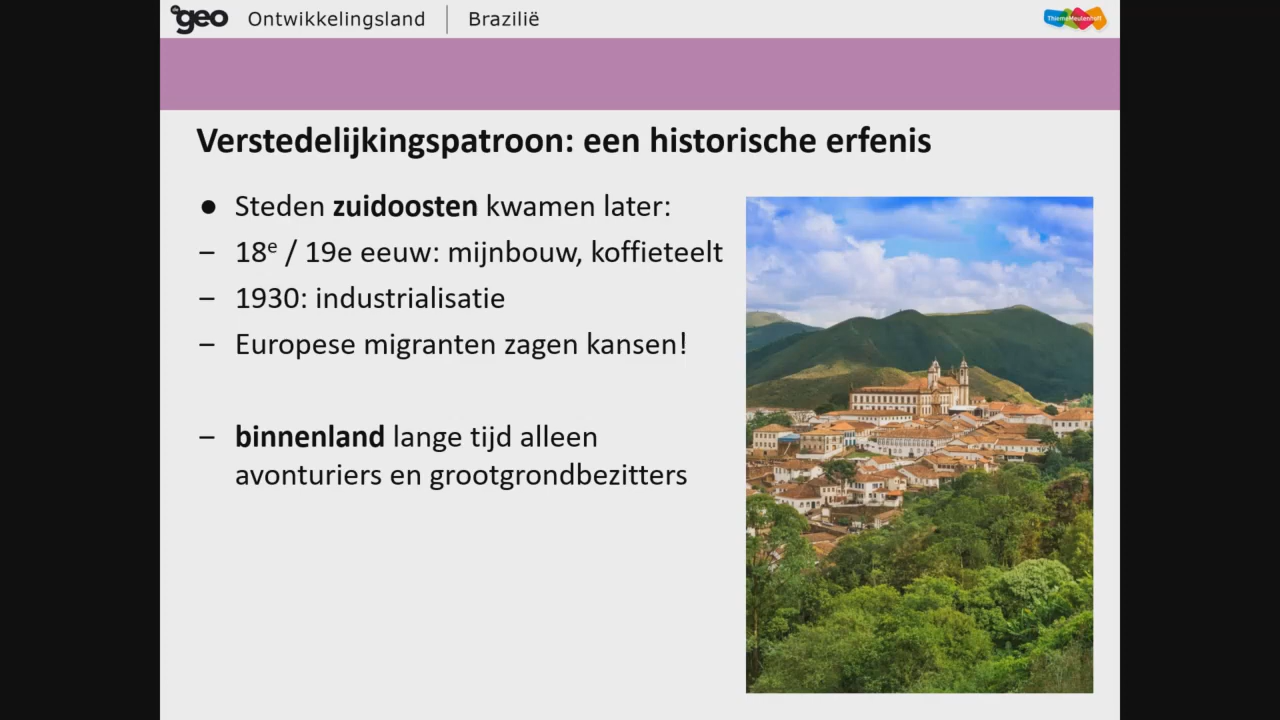 de geo Ontwikkelingsland | Brazilië
ThiemeMeulenhoff
Verstedelijkingspatroon: een historische erfenis
● Steden zuidoosten kwamen later:
– 18e / 19e eeuw: mijnbouw, koffieteelt
– 1930: industrialisatie
– Europese migranten zagen kansen!
– binnenland lange tijd alleen
avonturiers en grootgrondbezitters